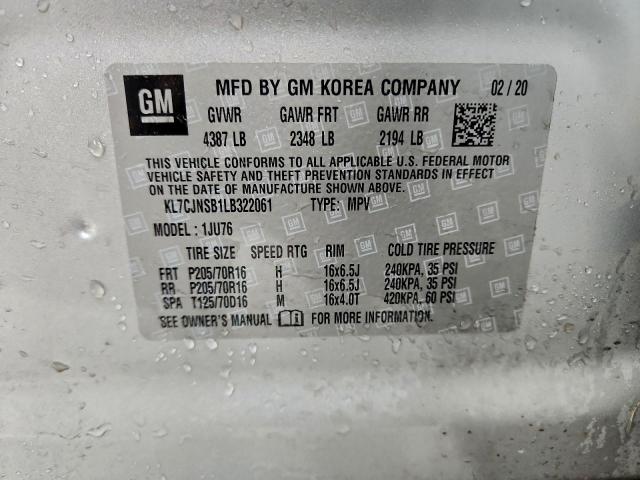 GM MFD BY GM KOREA COMPANY 02/20
GVWR GAWR FRT GAWR RR
4387 LB 2348 LB 2194 LB
THIS VEHICLE CONFORMS TO ALL APPLICABLE U.S. FEDERAL MOTOR
VEHICLE SAFETY AND THEFT PREVENTION STANDARDS IN EFFECT
ON THE DATE OF MANUFACTURE SHOWN ABOVE.
KL7CJNSB1LB322061 TYPE: MPV
MODEL: 1JU76
TIRE SIZE SPEED RTG RIM COLD TIRE PRESSURE
FRT P205/70R16 H 16x6.5J 240KPA, 35 PSI
RR P205/70R16 H 16x6.5J 240KPA, 35 PSI
SPA T125/70D16 M 16x4.0T 420KPA, 60 PSI
SEE OWNER'S MANUAL FOR MORE INFORMATION.